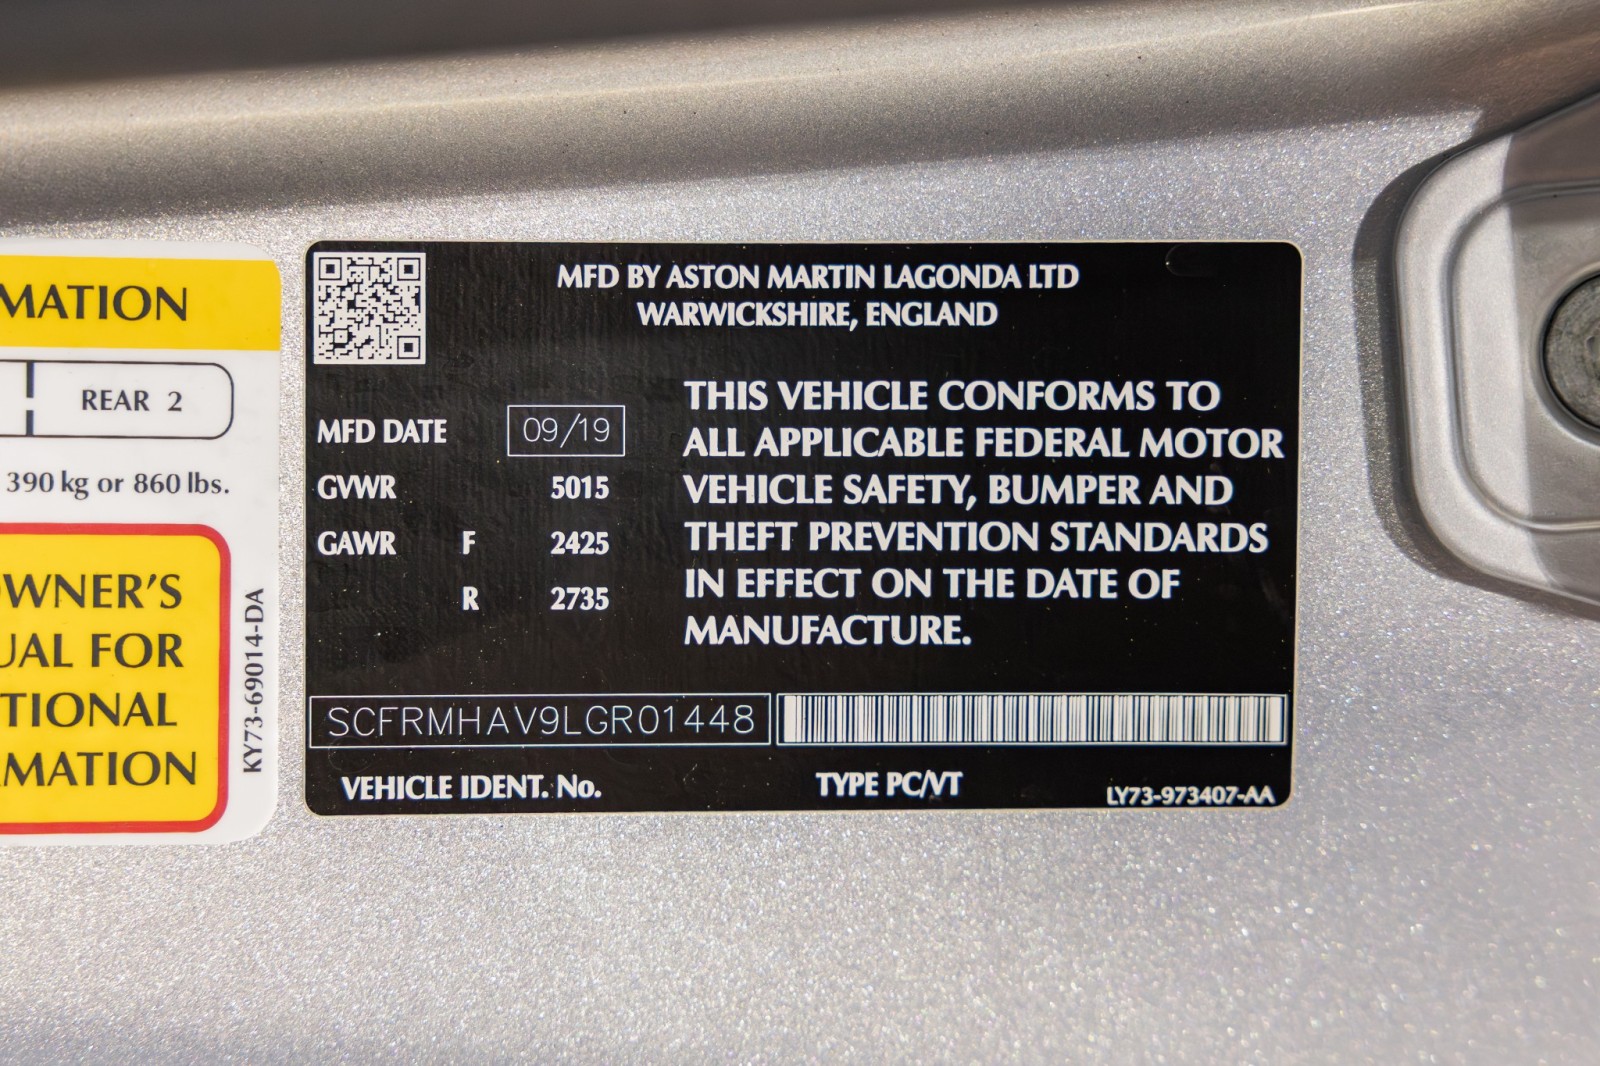 MATION
REAR 2
390 kg or 860 lbs.
WNER'S
UAL FOR
TIONAL
MATION
KY73-69014-DA
MFD BY ASTON MARTIN LAGONDA LTD
WARWICKSHIRE, ENGLAND
MFD DATE 09/19
GVWR 5015
GAWR F 2425
R 2735
THIS VEHICLE CONFORMS TO
ALL APPLICABLE FEDERAL MOTOR
VEHICLE SAFETY, BUMPER AND
THEFT PREVENTION STANDARDS
IN EFFECT ON THE DATE OF
MANUFACTURE.
SCFRMHAV9LGR01448
VEHICLE IDENT. No.
TYPE PC/VT
LY73-973407-AA